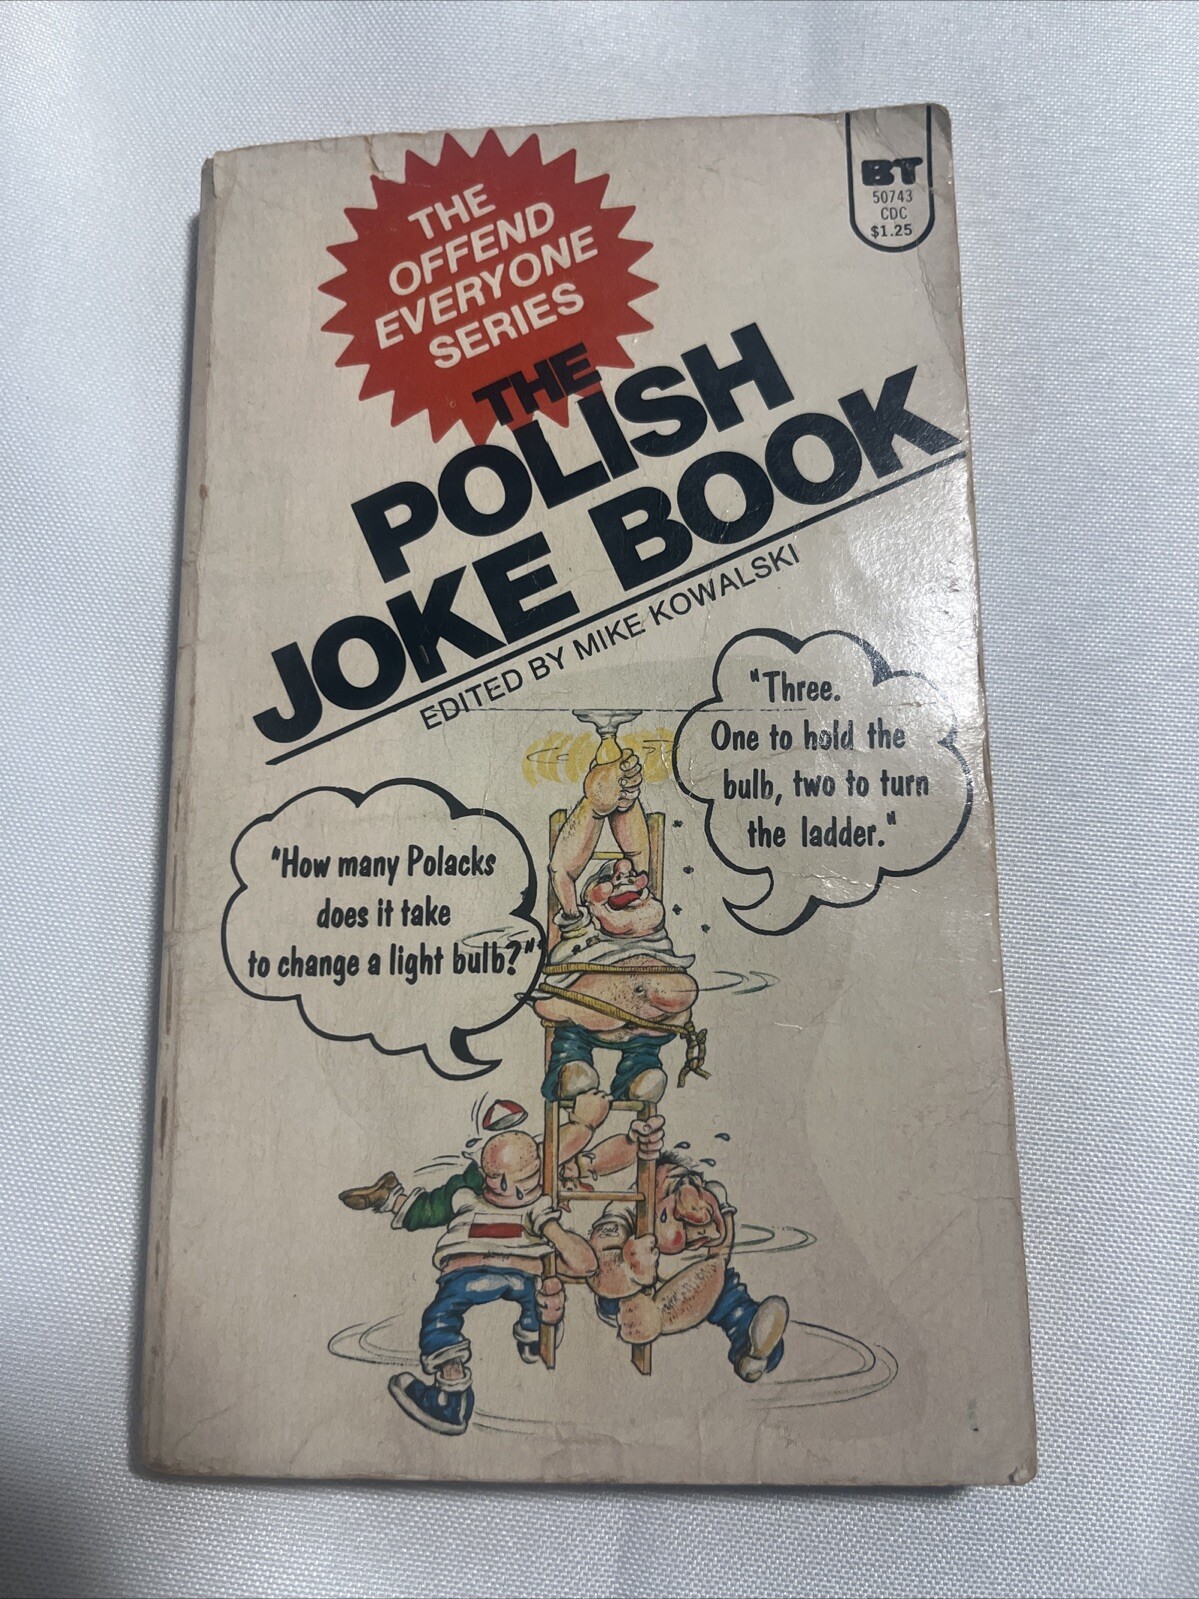 THE
OFFEND
EVERYONE
SERIES
BT
50743
CDC
$1.25
THE
POLISH
JOKE BOOK
EDITED BY MIKE KOWALSKI
"Three.
One to hold the
bulb, two to turn
the ladder."
"How many Polacks
does it take
to change a light bulb?"